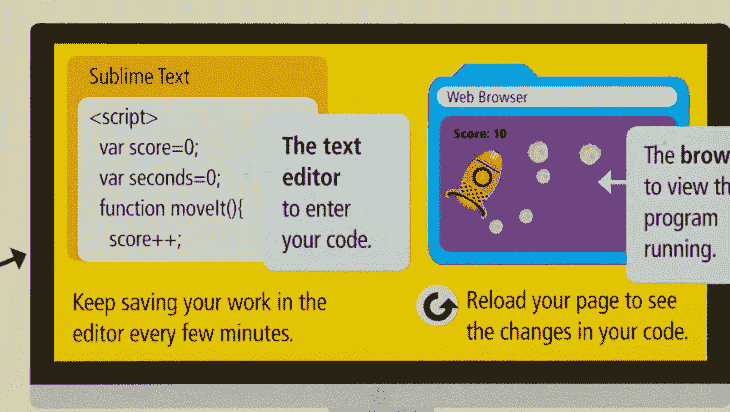 Sublime Text
<script>
var score=0;
var seconds=0;
function moveIt(){
score++;
The text
editor
to enter
your code.
Keep saving your work in the
editor every few minutes.
Web Browser
Score: 10
The brow
to view th
program
running.
Reload your page to see
the changes in your code.